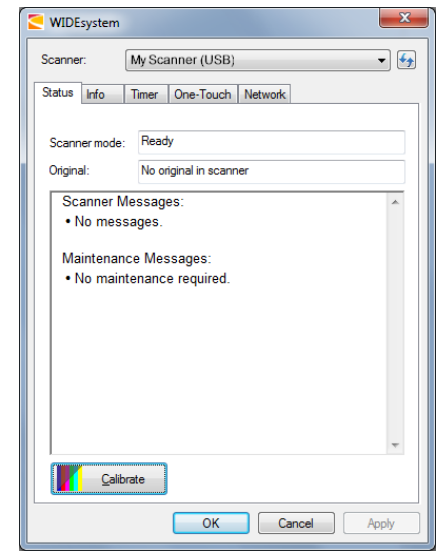 WIDEsystem
Scanner: My Scanner (USB)
Status Info Timer One-Touch Network
Scanner mode: Ready
Original: No original in scanner
Scanner Messages:
• No messages.
Maintenance Messages:
• No maintenance required.
Calibrate
OK Cancel Apply